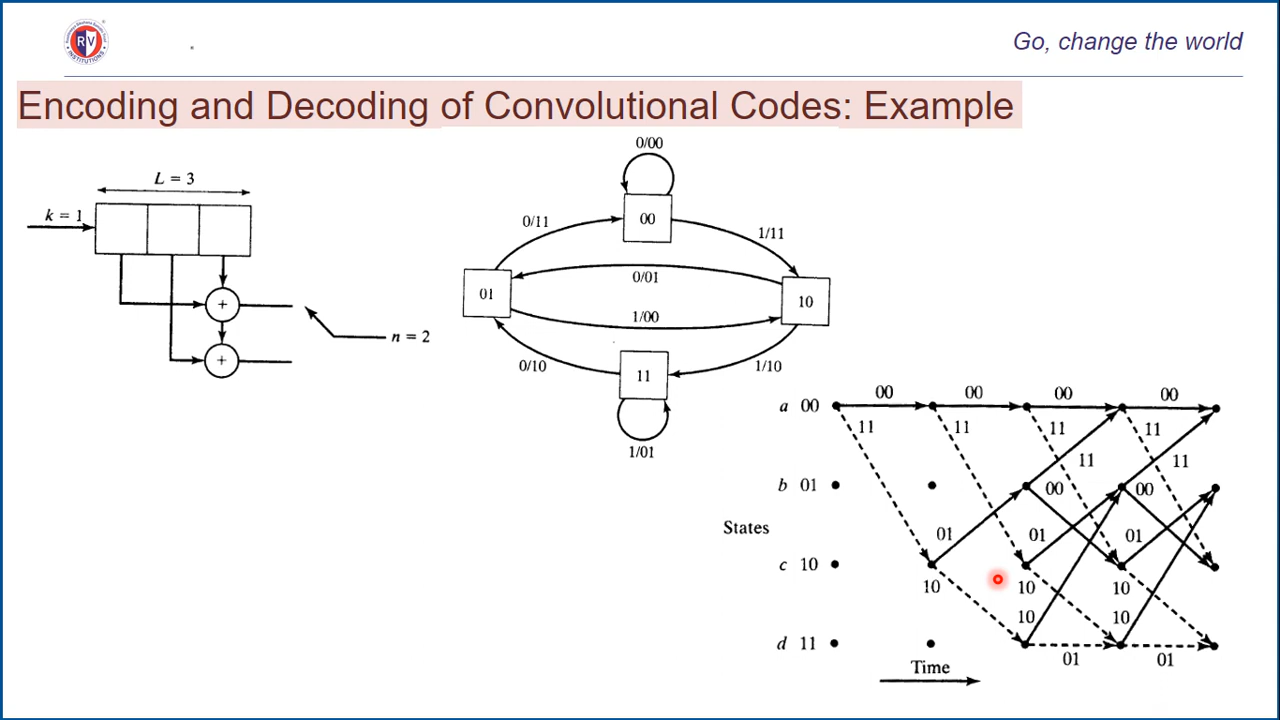 RV
INSTITUTIONS
Go, change the world
Encoding and Decoding of Convolutional Codes: Example
L = 3
k = 1
+
+
n = 2
0/00
00
0/11
1/11
01
0/01
10
1/00
0/10
11
1/10
1/01
a 00
00
00
00
00
11
11
11
11
11
11
b 01
00
00
States
01
01
01
c 10
10
10
10
10
10
d 11
01
01
Time